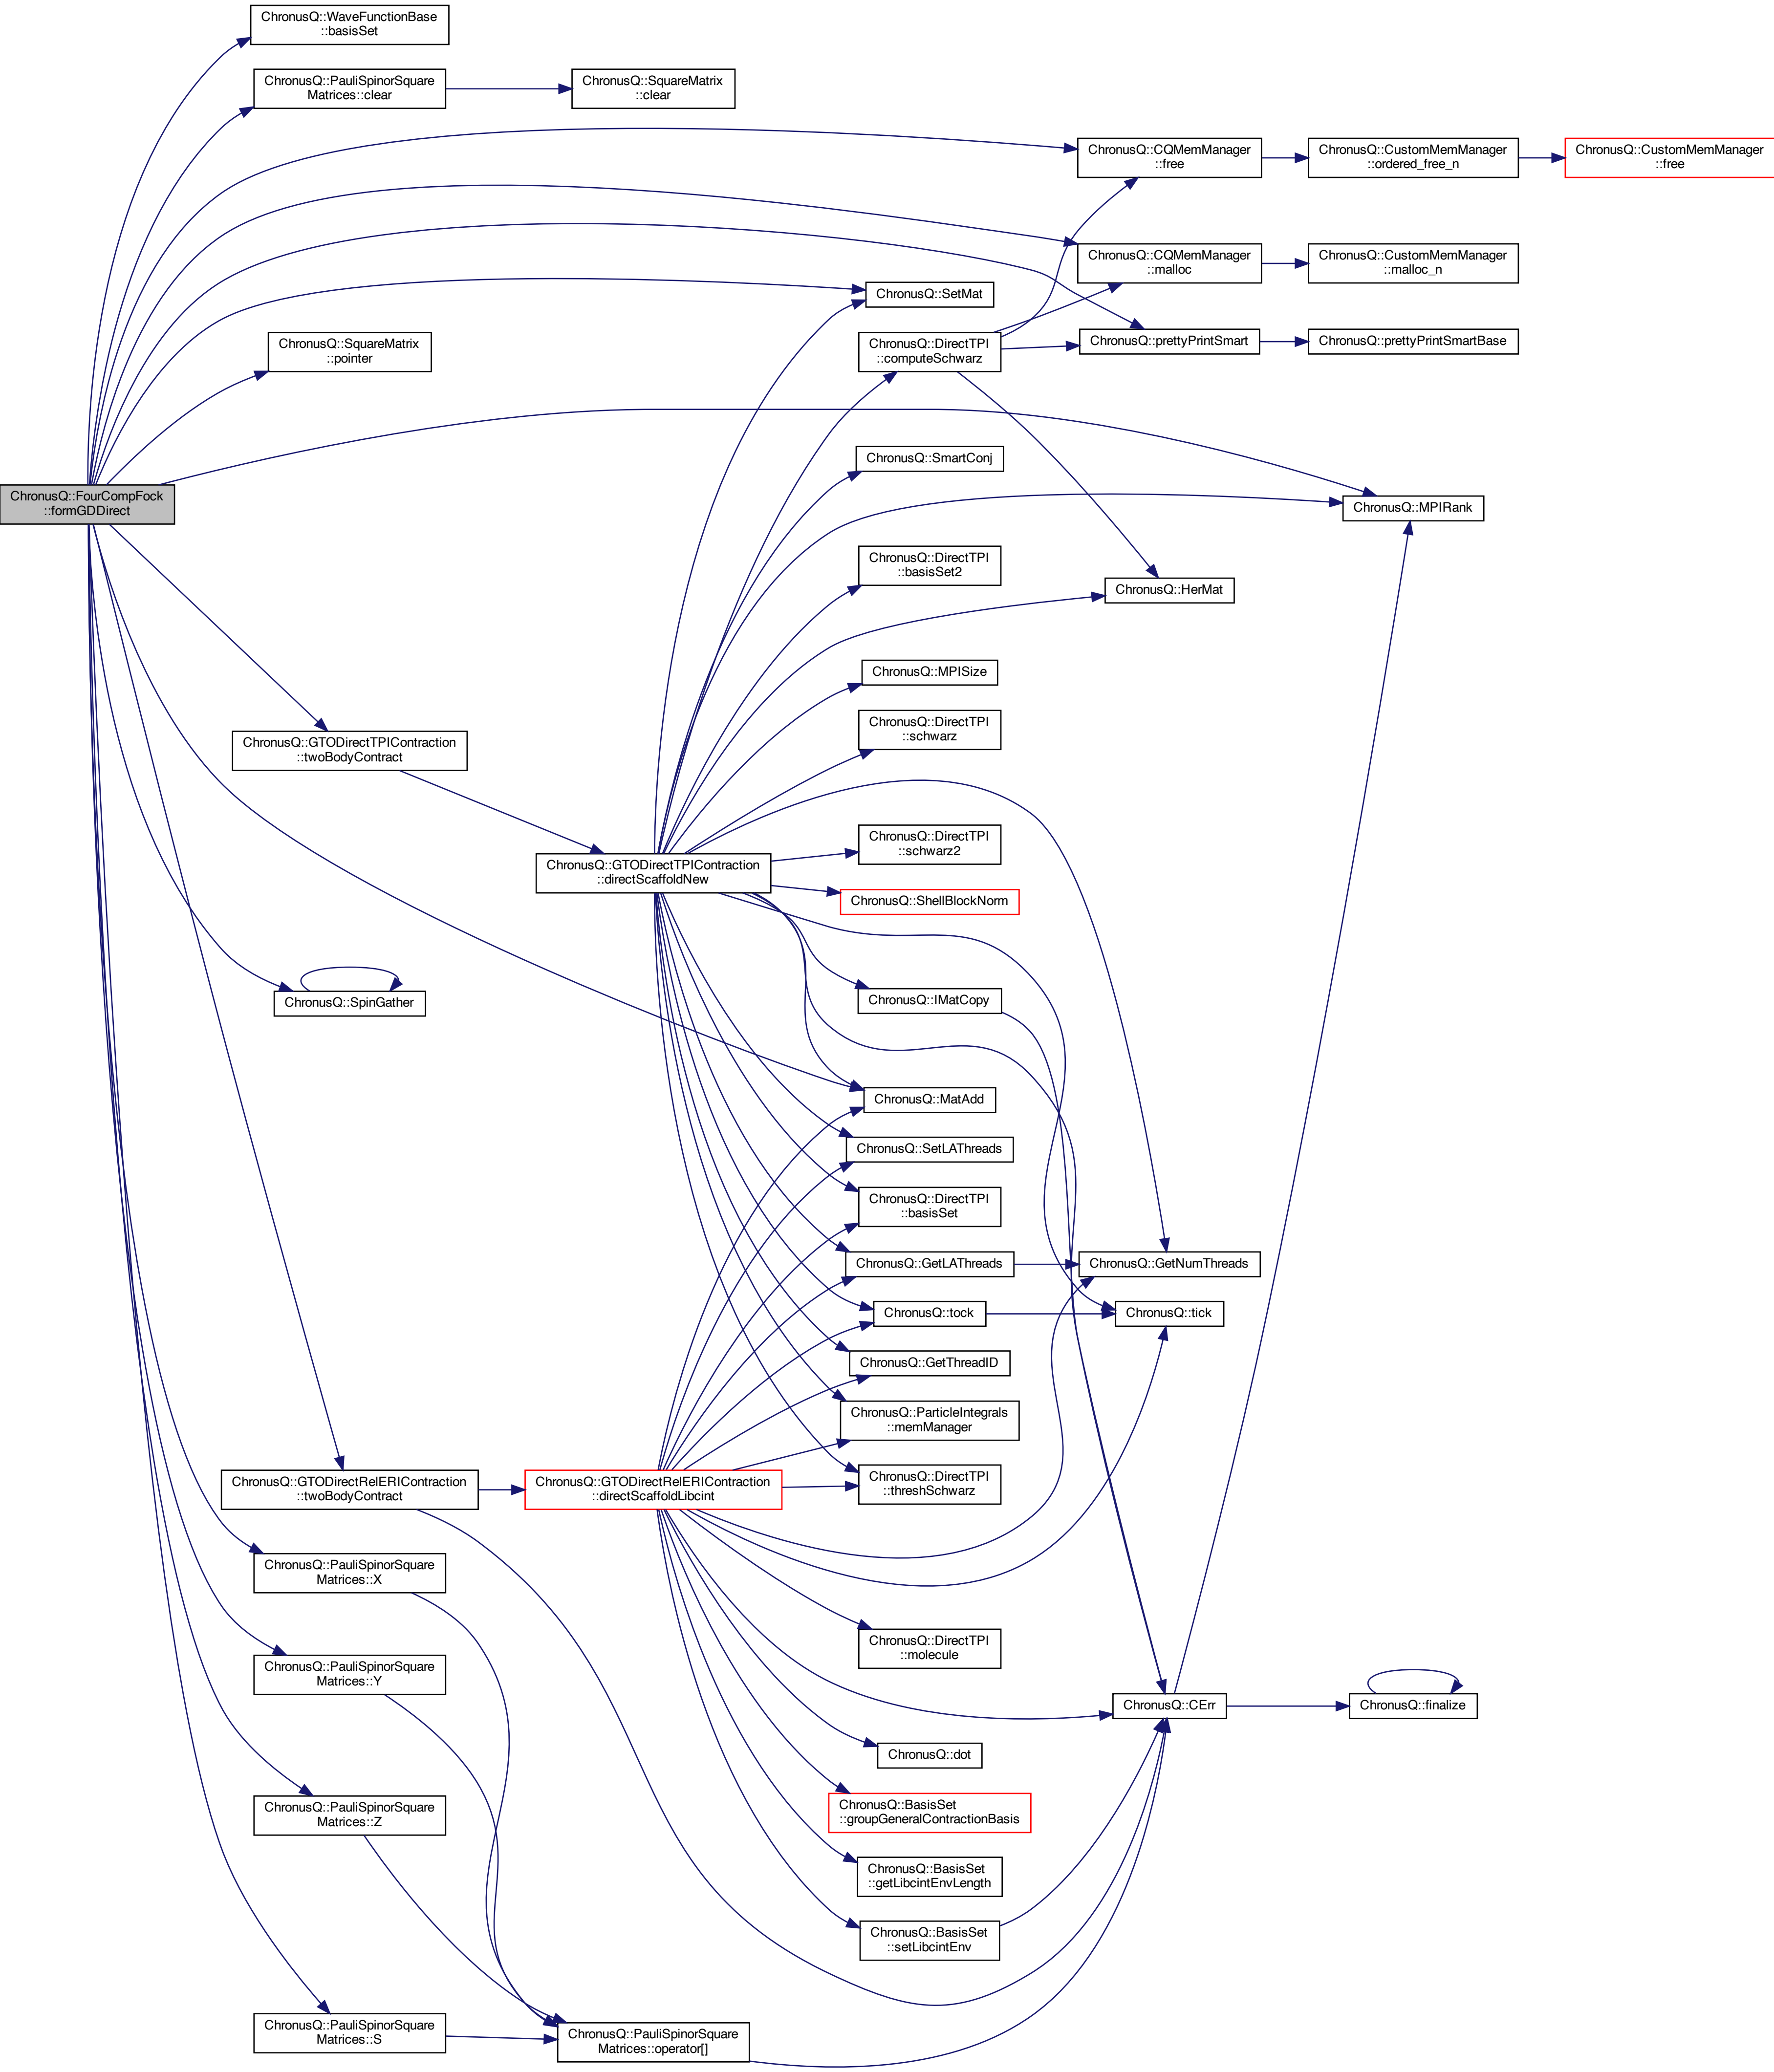 ChronusQ::WaveFunctionBase
::basisSet
ChronusQ::PauliSpinorSquare
Matrices::clear
ChronusQ::SquareMatrix
::clear
ChronusQ::CQMemManager
::free
ChronusQ::CustomMemManager
::ordered_free_n
ChronusQ::CustomMemManager
::free
ChronusQ::CQMemManager
::malloc
ChronusQ::CustomMemManager
::malloc_n
ChronusQ::SetMat
ChronusQ::SquareMatrix
::pointer
ChronusQ::DirectTPI
::computeSchwarz
ChronusQ::prettyPrintSmart
ChronusQ::prettyPrintSmartBase
ChronusQ::SmartConj
ChronusQ::FourCompFock
::formGDDirect
ChronusQ::MPIRank
ChronusQ::DirectTPI
::basisSet2
ChronusQ::HerMat
ChronusQ::MPISize
ChronusQ::DirectTPI
::schwarz
ChronusQ::GTODirectTPIContraction
::twoBodyContract
ChronusQ::DirectTPI
::schwarz2
ChronusQ::GTODirectTPIContraction
::directScaffoldNew
ChronusQ::ShellBlockNorm
ChronusQ::SpinGather
ChronusQ::IMatCopy
ChronusQ::MatAdd
ChronusQ::SetLAThreads
ChronusQ::DirectTPI
::basisSet
ChronusQ::GetLAThreads
ChronusQ::GetNumThreads
ChronusQ::tock
ChronusQ::tick
ChronusQ::GetThreadID
ChronusQ::ParticleIntegrals
::memManager
ChronusQ::GTODirectRelERIContraction
::twoBodyContract
ChronusQ::GTODirectRelERIContraction
::directScaffoldLibcint
ChronusQ::DirectTPI
::threshSchwarz
ChronusQ::PauliSpinorSquare
Matrices::X
ChronusQ::DirectTPI
::molecule
ChronusQ::PauliSpinorSquare
Matrices::Y
ChronusQ::CErr
ChronusQ::finalize
ChronusQ::dot
ChronusQ::PauliSpinorSquare
Matrices::Z
ChronusQ::BasisSet
::groupGeneralContractionBasis
ChronusQ::BasisSet
::getLibcintEnvLength
ChronusQ::BasisSet
::setLibcintEnv
ChronusQ::PauliSpinorSquare
Matrices::S
ChronusQ::PauliSpinorSquare
Matrices::operator[]